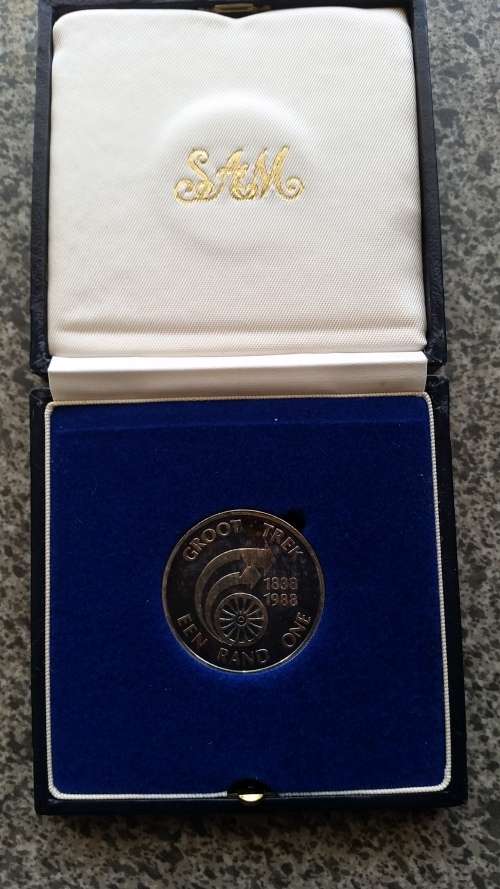 SAM
GROOT TREK
1838
1988
EEN RAND ONE